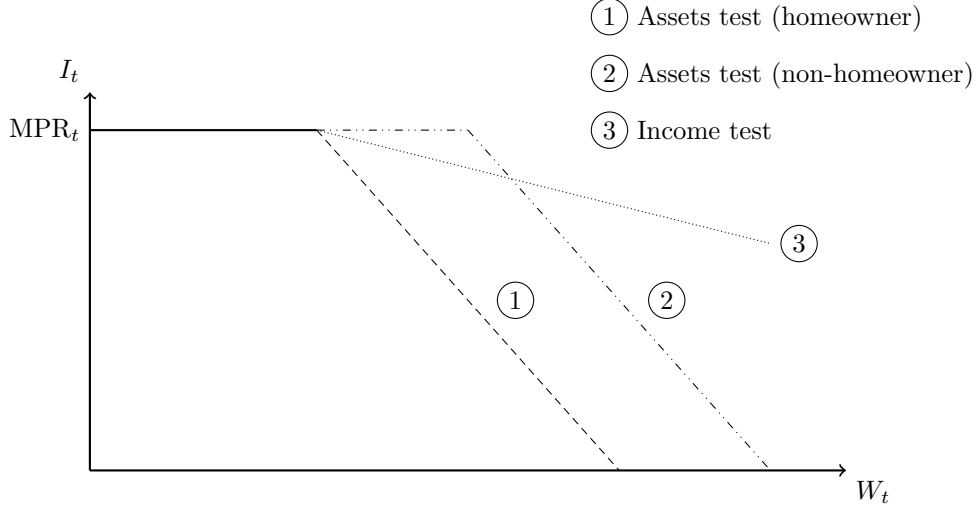 1 Assets test (homeowner)
2 Assets test (non-homeowner)
3 Income test
I_t
MPR_t
3
1
2
W_t